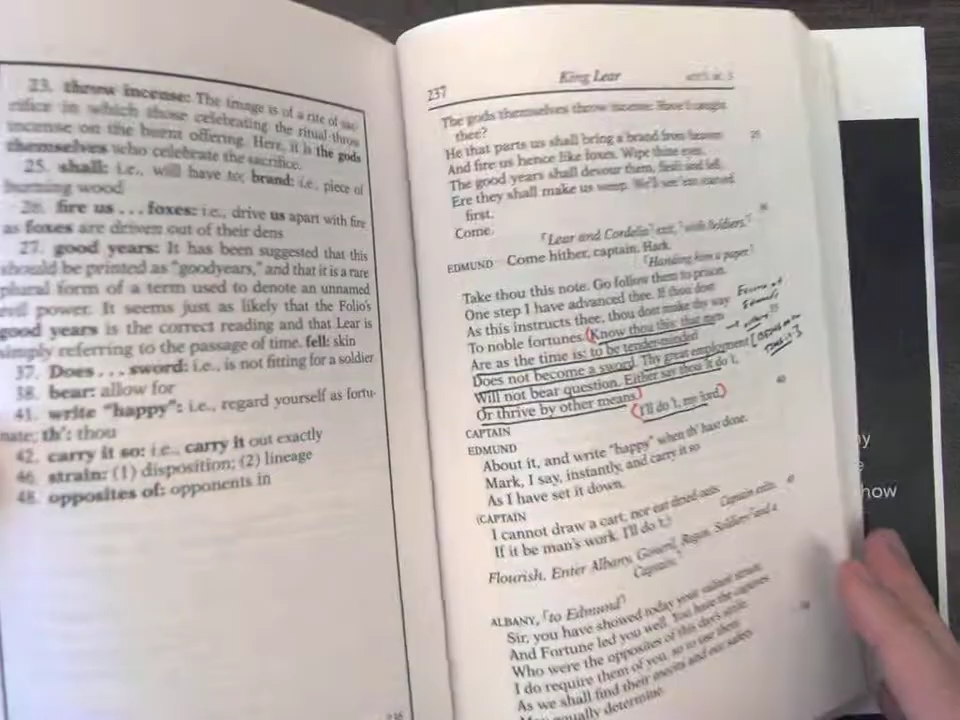 23. throw incense: The image is of a rite of sac-
rifice in which those celebrating the ritual throw
incense on the burnt offering. Here, it is the gods
themselves who celebrate the sacrifice.
25. shall: i.e., will have to; brand: i.e., piece of
burning wood
26. fire us . . . foxes: i.e., drive us apart with fire
as foxes are driven out of their dens
27. good years: It has been suggested that this
should be printed as "goodyears," and that it is a rare
plural form of a term used to denote an unnamed
evil power. It seems just as likely that the Folio's
good years is the correct reading and that Lear is
simply referring to the passage of time. fell: skin
37. Does . . . sword: i.e., is not fitting for a soldier
38. bear: allow for
41. write "happy": i.e., regard yourself as fortu-
nate; th': thou
42. carry it so: i.e., carry it out exactly
46. strain: (1) disposition; (2) lineage
48. opposites of: opponents in
236
237 King Lear ACT 5. SC. 3
The gods themselves throw incense. Have I caught
thee?
He that parts us shall bring a brand from heaven 25
And fire us hence like foxes. Wipe thine eyes.
The good years shall devour them, flesh and fell,
Ere they shall make us weep. We'll see 'em starved
first.
Come. 30
「Lear and Cordelia」 exit, 「with Soldiers.」
EDMUND Come hither, captain. Hark.
「Handing him a paper.」
Take thou this note. Go follow them to prison.
One step I have advanced thee. If thou dost
As this instructs thee, thou dost make thy way
To noble fortunes. (Know thou this: that men 35
Are as the time is; to be tender-minded
Does not become a sword. Thy great employment
Will not bear question. Either say thou'lt do 't,
Or thrive by other means.)
CAPTAIN (I'll do 't, my lord) 40
EDMUND
About it, and write "happy" when th' hast done.
Mark, I say, instantly, and carry it so
As I have set it down.
(CAPTAIN
I cannot draw a cart, nor eat dried oats.
If it be man's work, I'll do 't.) Captain exits. 45
Flourish. Enter Albany, Goneril, Regan, Soldiers 「and a
Captain.」
ALBANY, 「to Edmund」
Sir, you have showed today your valiant strain,
And Fortune led you well. You have the captives
Who were the opposites of this day's strife.
I do require them of you, so to use them
As we shall find their merits and our safety 50
May equally determine.
how